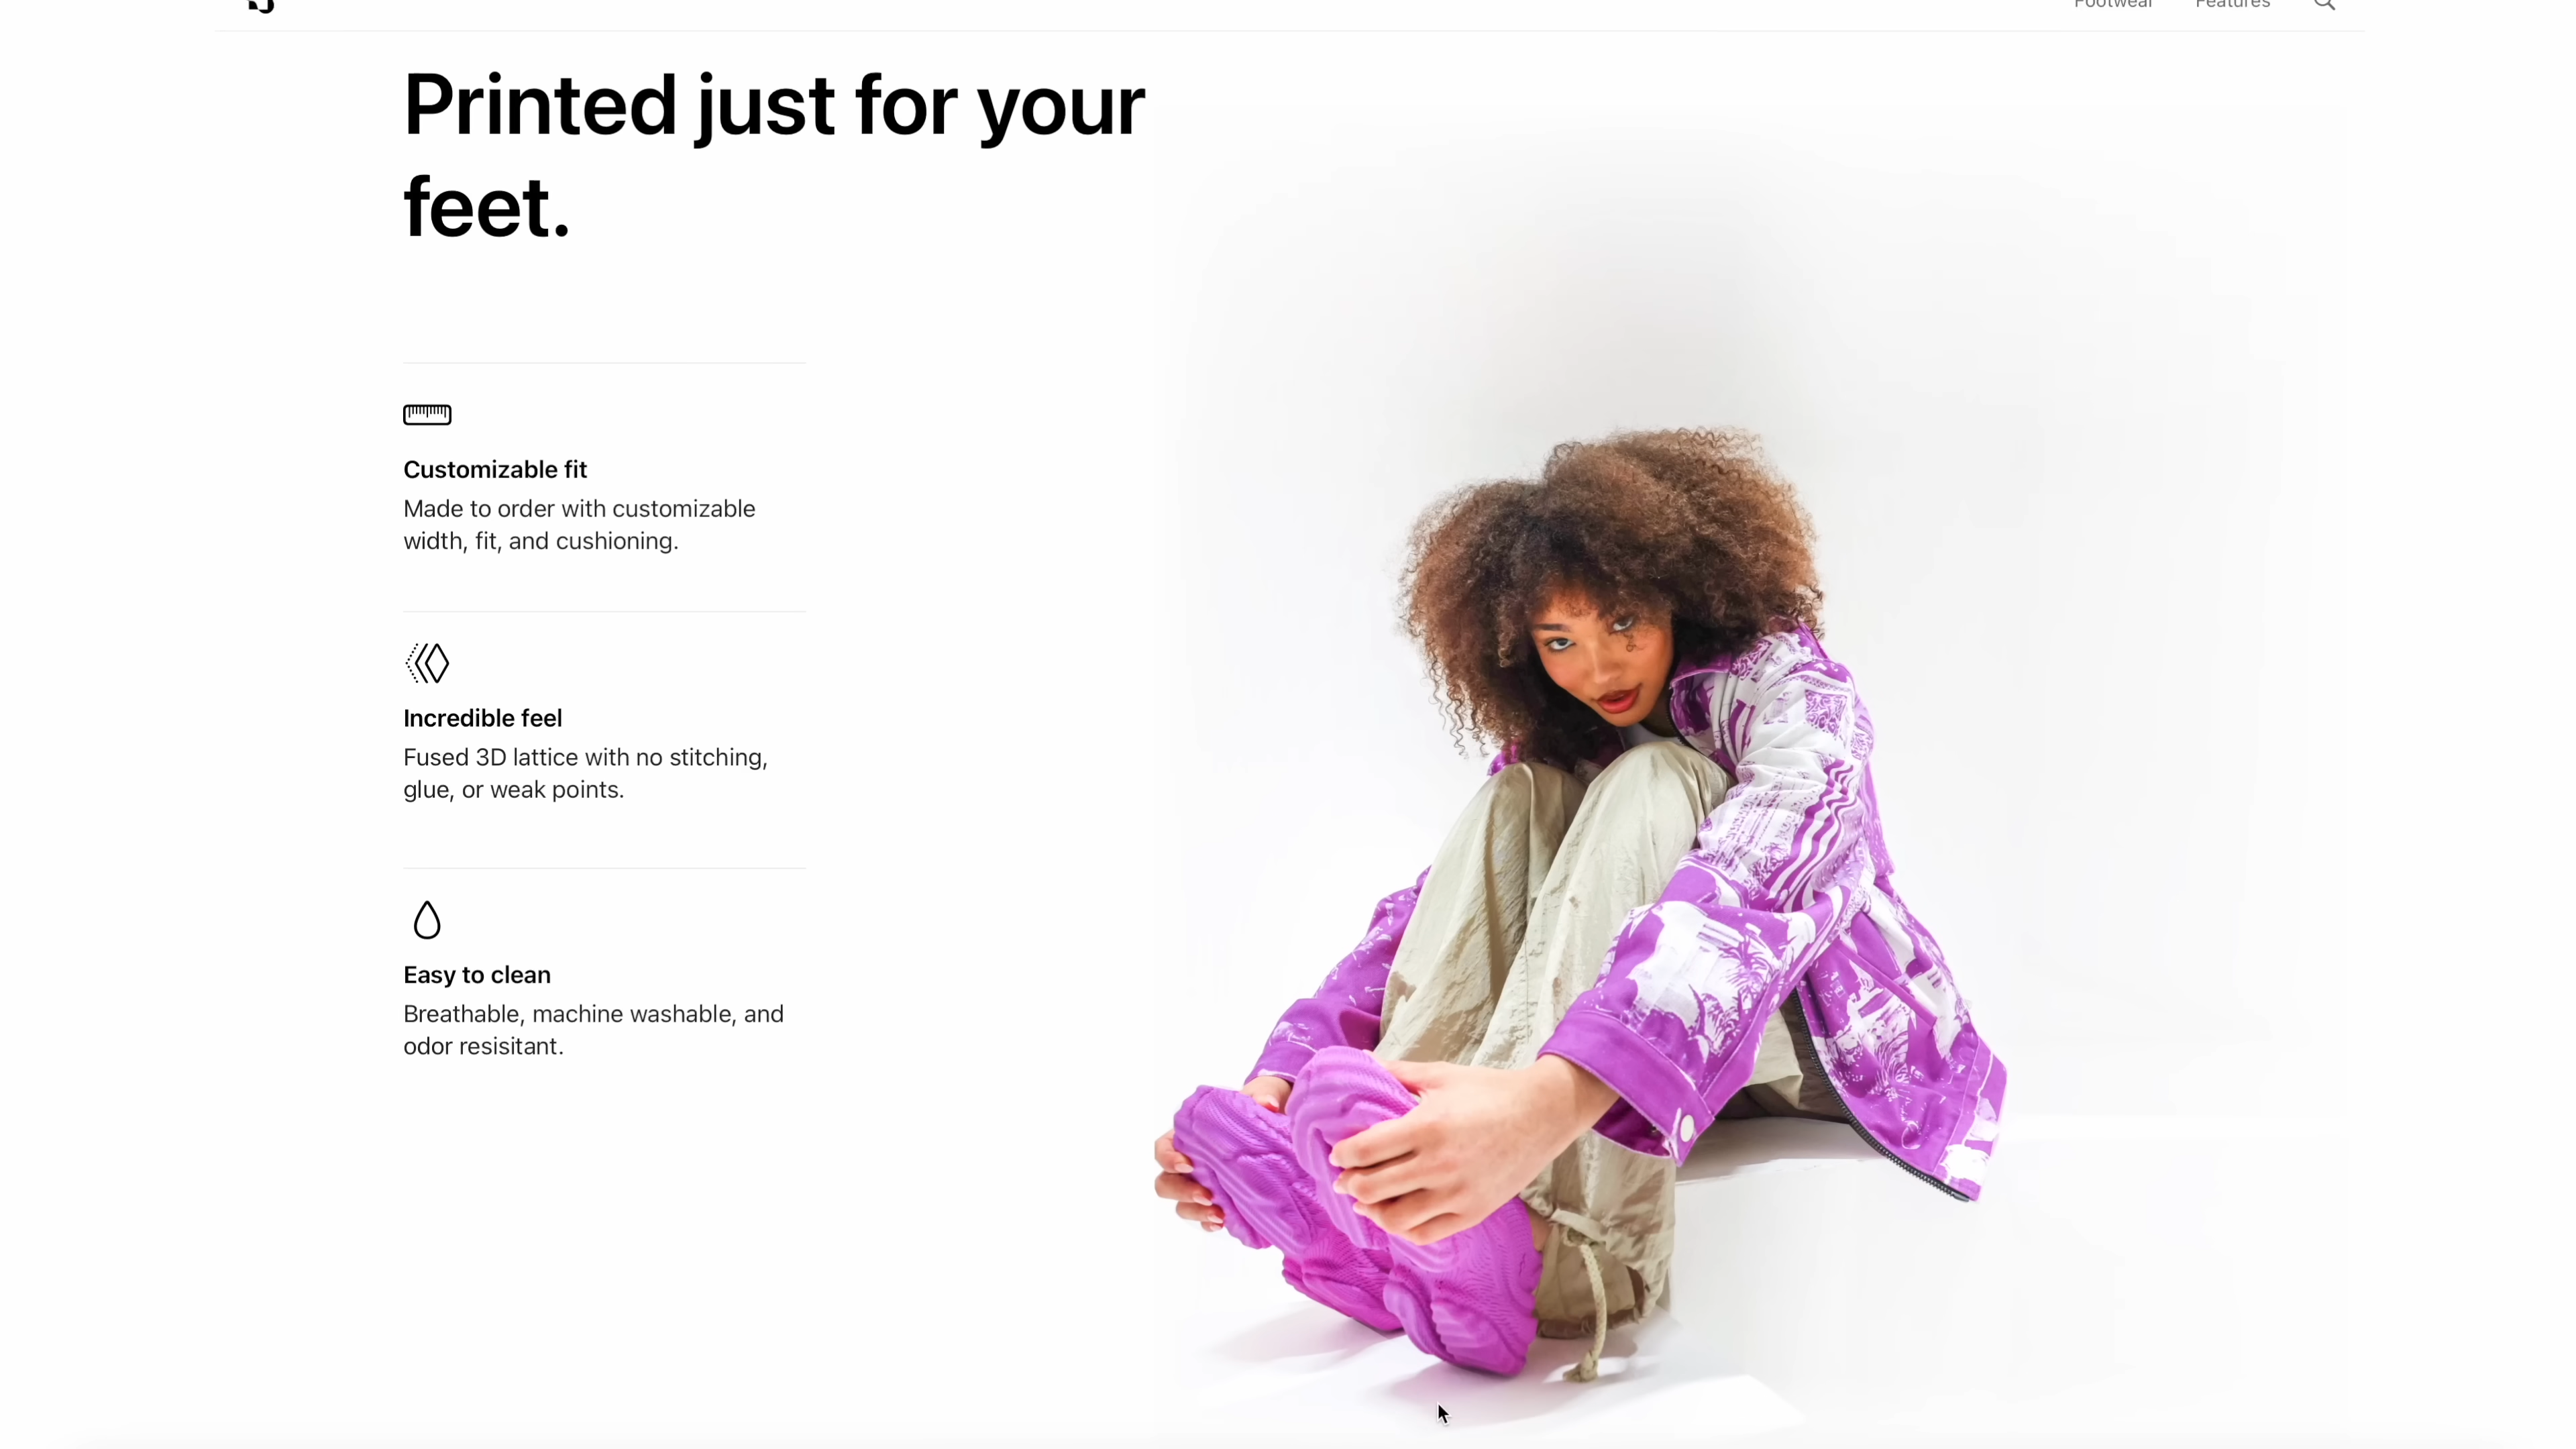 Footwear Features
Printed just for your
feet.
Customizable fit
Made to order with customizable
width, fit, and cushioning.
Incredible feel
Fused 3D lattice with no stitching,
glue, or weak points.
Easy to clean
Breathable, machine washable, and
odor resisitant.